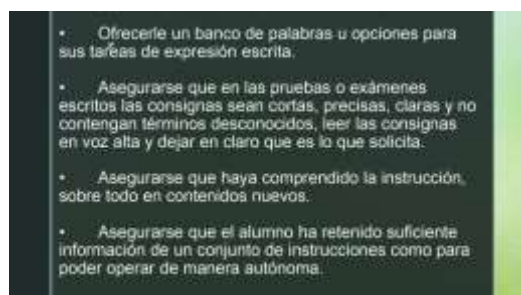 • Ofrecerle un banco de palabras u opciones para
sus tareas de expresión escrita.
• Asegurarse que en las pruebas o exámenes
escritos las consignas sean cortas, precisas, claras y no
contengan términos desconocidos, leer las consignas
en voz alta y dejar en claro que es lo que solicita.
• Asegurarse que haya comprendido la instrucción,
sobre todo en contenidos nuevos.
• Asegurarse que el alumno ha retenido suficiente
información de un conjunto de instrucciones como para
poder operar de manera autónoma.